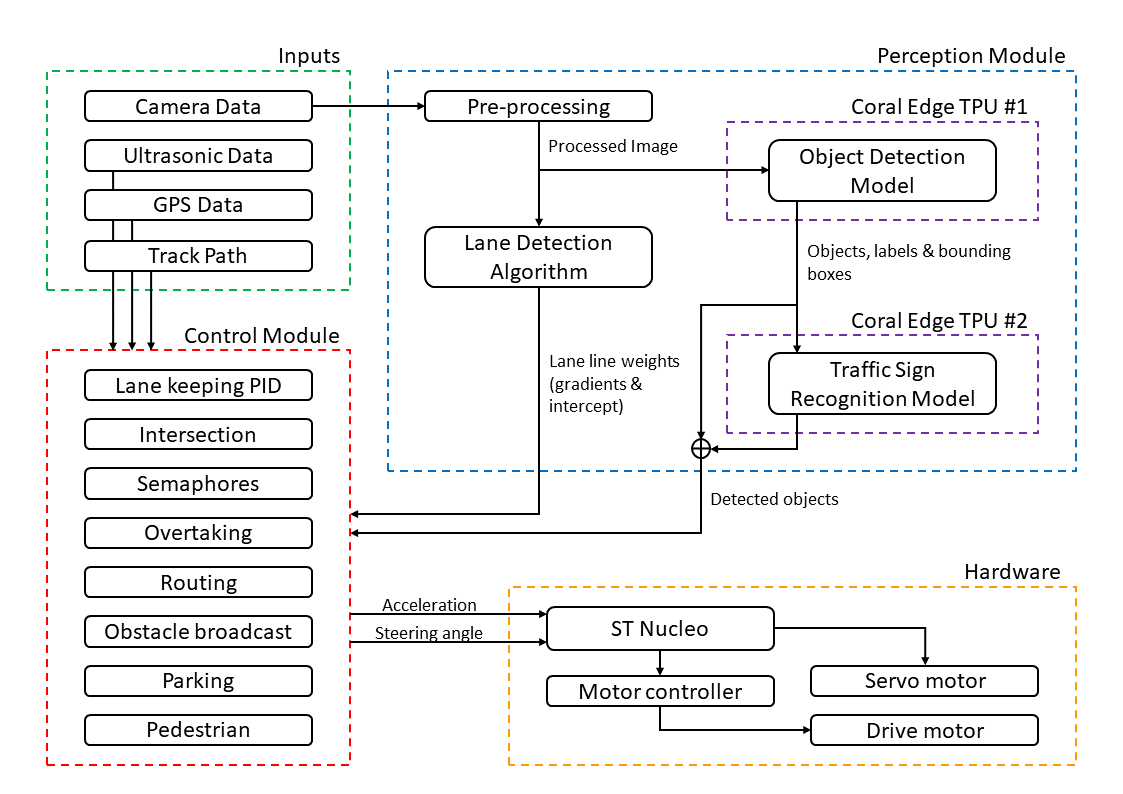 Inputs
Camera Data
Ultrasonic Data
GPS Data
Track Path
Perception Module
Pre-processing
Processed Image
Coral Edge TPU #1
Object Detection
Model
Lane Detection
Algorithm
Objects, labels & bounding
boxes
Coral Edge TPU #2
Traffic Sign
Recognition Model
Lane line weights
(gradients &
intercept)
Detected objects
Control Module
Lane keeping PID
Intersection
Semaphores
Overtaking
Routing
Obstacle broadcast
Parking
Pedestrian
Acceleration
Steering angle
Hardware
ST Nucleo
Motor controller
Servo motor
Drive motor